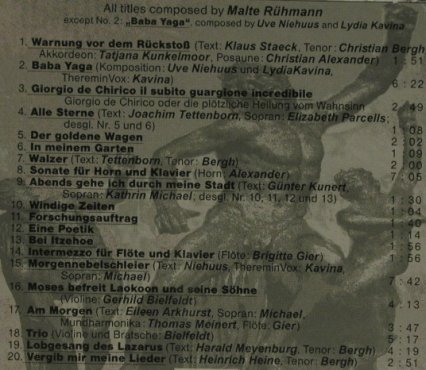 All titles composed by Malte Rühmann
except No. 2: „Baba Yaga“, composed by Uve Niehuus and Lydia Kavina
1. Warnung vor dem Rückstoß (Text: Klaus Staeck, Tenor: Christian Bergh
Akkordeon: Tatjana Kunkelmoor, Posaune: Christian Alexander) 1 : 51
2. Baba Yaga (Komposition: Uve Niehuus und LydiaKavina,
ThereminVox: Kavina) 6 : 22
3. Giorgio de Chirico il subito guargione incredibile
Giorgio de Chirico oder die plötzliche Heilung vom Wahnsinn 2 : 49
4. Alle Sterne (Text: Joachim Tettenborn, Sopran: Elizabeth Parcells;
desgl. Nr. 5 und 6) 1 : 08
5. Der goldene Wagen 2 : 02
6. In meinem Garten 1 : 09
7. Walzer (Text: Tettenborn, Tenor: Bergh) 2 : 00
8. Sonate für Horn und Klavier (Horn: Alexander) 7 : 05
9. Abends gehe ich durch meine Stadt (Text: Günter Kunert,
Sopran: Kathrin Michael; desgl. Nr. 10, 11, 12 und 13) 1 : 30
10. Windige Zeiten 1 : 04
11. Forschungsauftrag 1 : 40
12. Eine Poetik 1 : 14
13. Bei Itzehoe 1 : 56
14. Intermezzo für Flöte und Klavier (Flöte: Brigitte Gier) 1 : 56
15. Morgennebelschleier (Text: Niehuus, ThereminVox: Kavina,
Sopran: Michael) 7 : 42
16. Moses befreit Laokoon und seine Söhne
(Violine: Gerhild Bielfeldt) 4 : 13
17. Am Morgen (Text: Eileen Arkhurst, Sopran: Michael,
Mundharmonika: Thomas Meinert, Flöte: Gier) 3 : 47
18. Trio (Violine und Bratsche: Bielfeldt) 5 : 17
19. Lobgesang des Lazarus (Text: Harald Meyenburg, Tenor: Bergh) 4 : 19
20. Vergib mir meine Lieder (Text: Heinrich Heine, Tenor: Bergh) 2 : 51